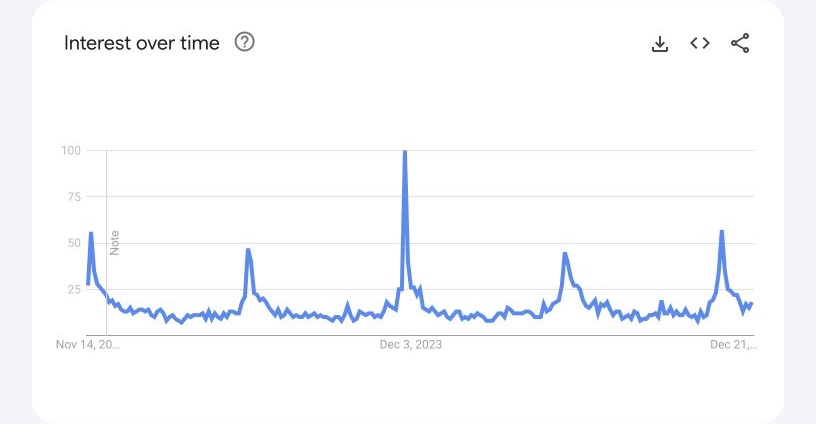 Interest over time
100
75
50
25
Note
Nov 14, 20...
Dec 3, 2023
Dec 21,...